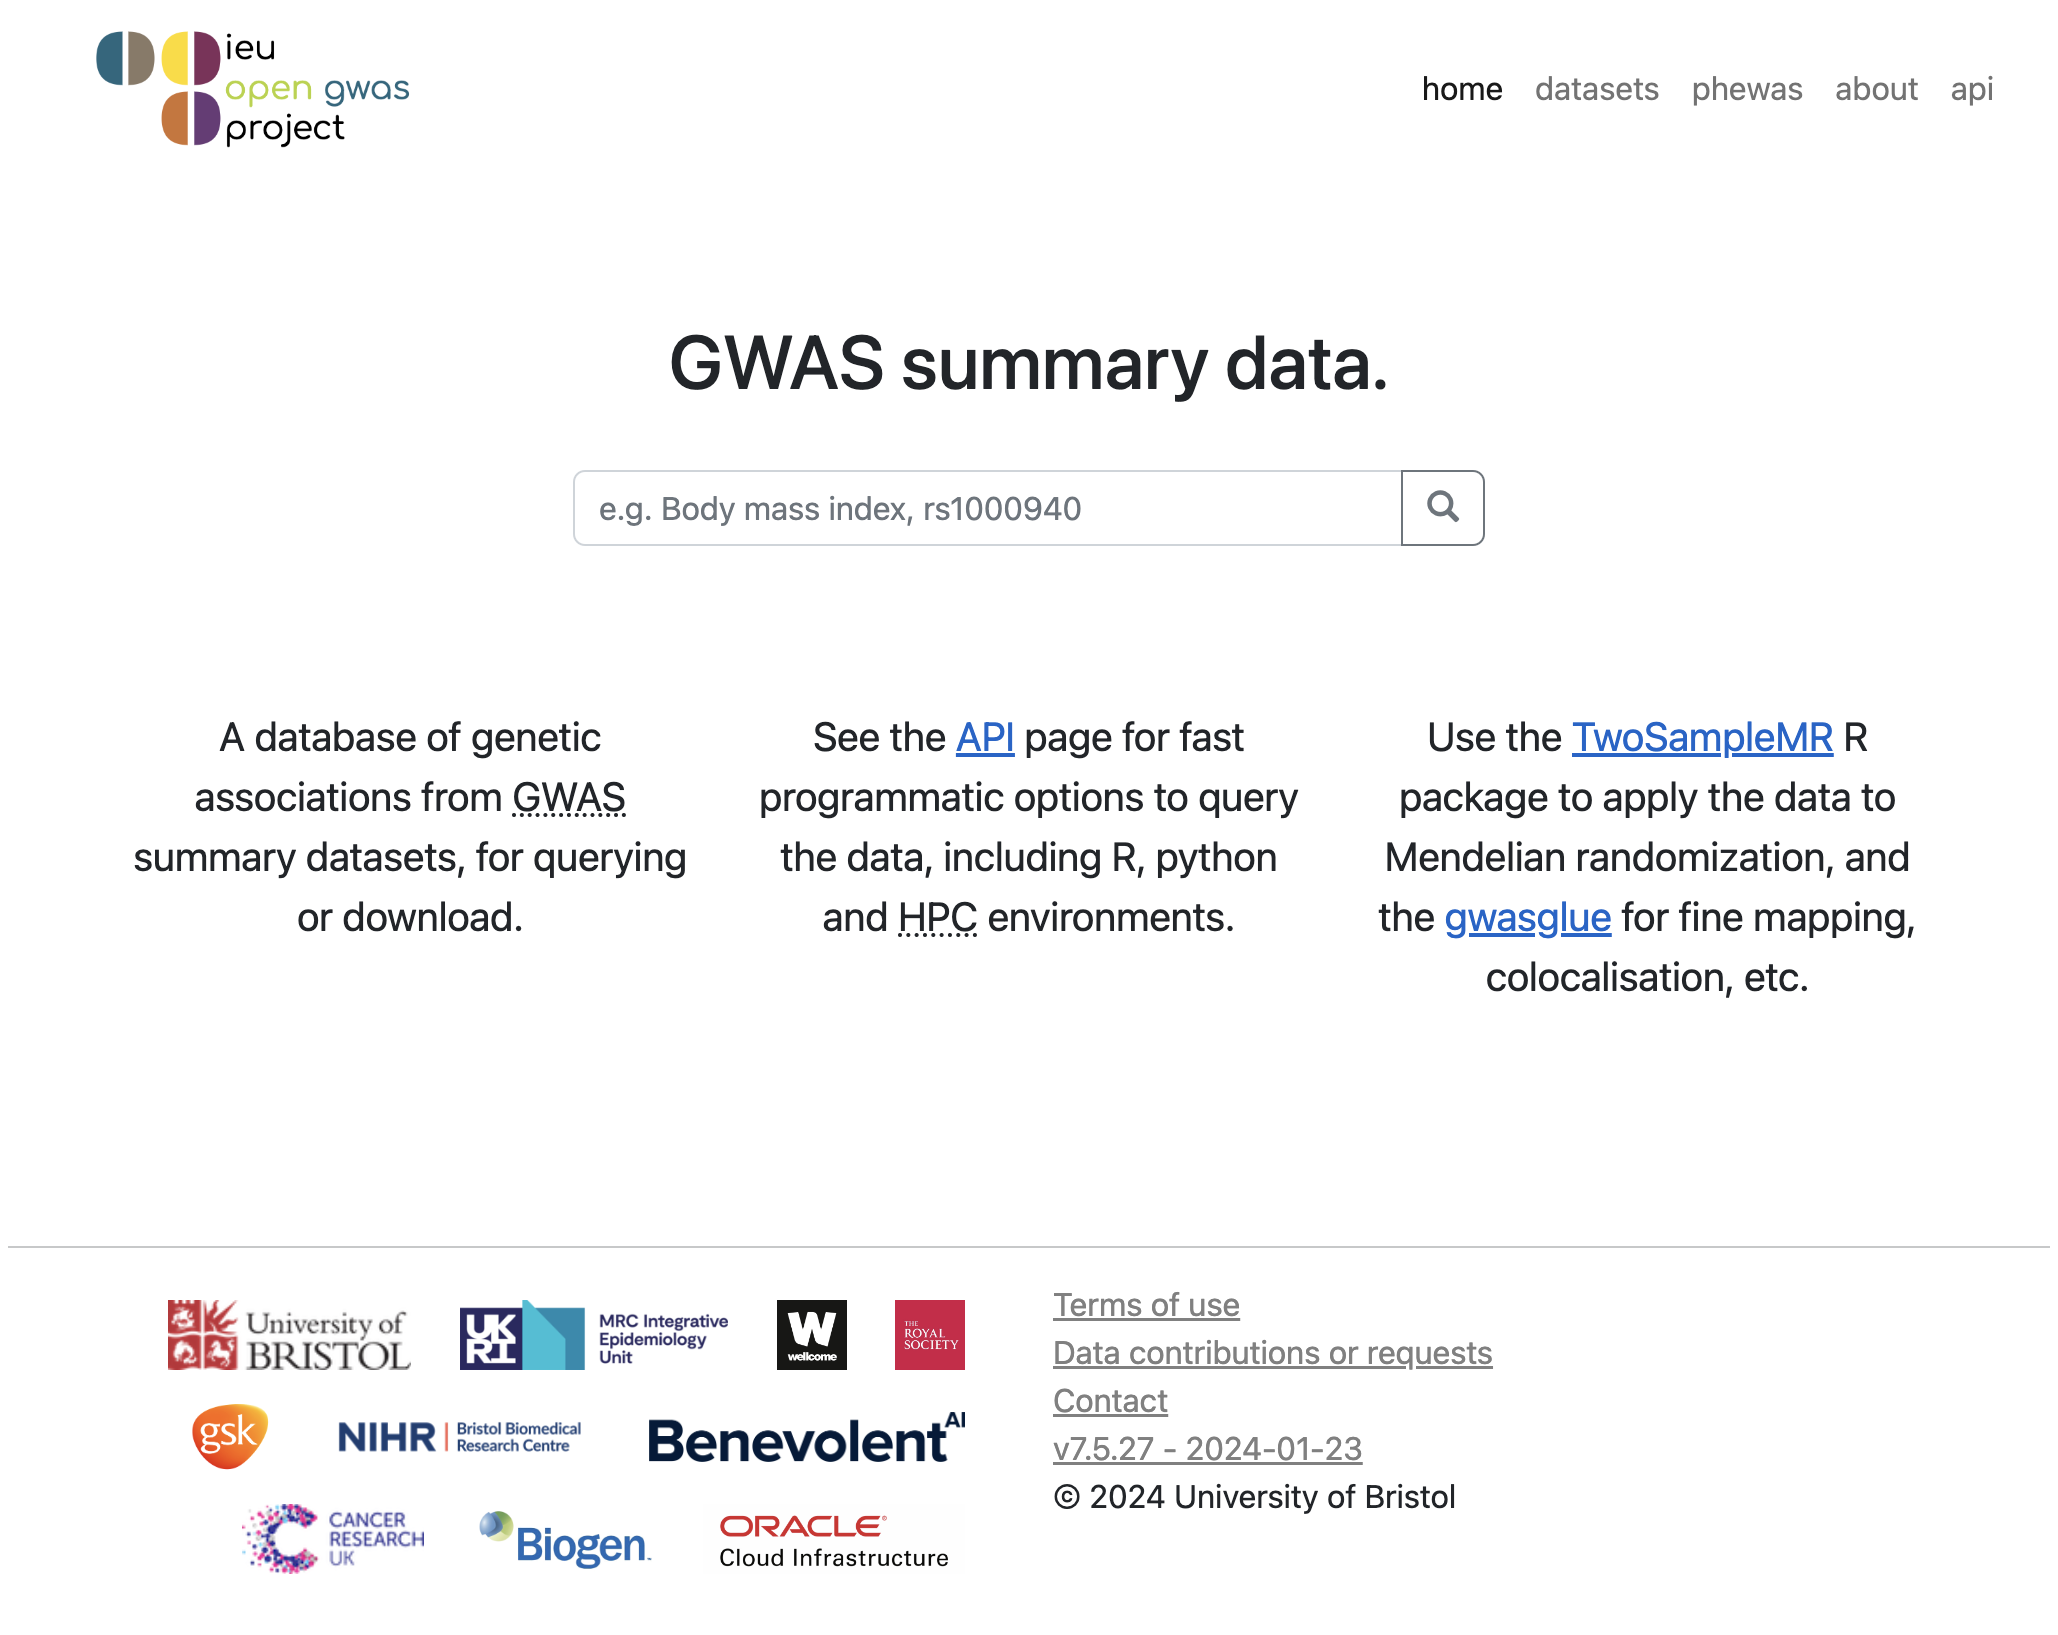 ieu
open gwas
project
home datasets phewas about api
GWAS summary data.
e.g. Body mass index, rs1000940
A database of genetic
associations from GWAS
summary datasets, for querying
or download.
See the API page for fast
programmatic options to query
the data, including R, python
and HPC environments.
Use the TwoSampleMR R
package to apply the data to
Mendelian randomization, and
the gwasglue for fine mapping,
colocalisation, etc.
University of
BRISTOL
UK
RI
MRC Integrative
Epidemiology
Unit
W
wellcome
THE
ROYAL
SOCIETY
gsk
NIHR | Bristol Biomedical
Research Centre
Benevolent AI
CANCER
RESEARCH
UK
Biogen
ORACLE
Cloud Infrastructure
Terms of use
Data contributions or requests
Contact
v7.5.27 - 2024-01-23
© 2024 University of Bristol